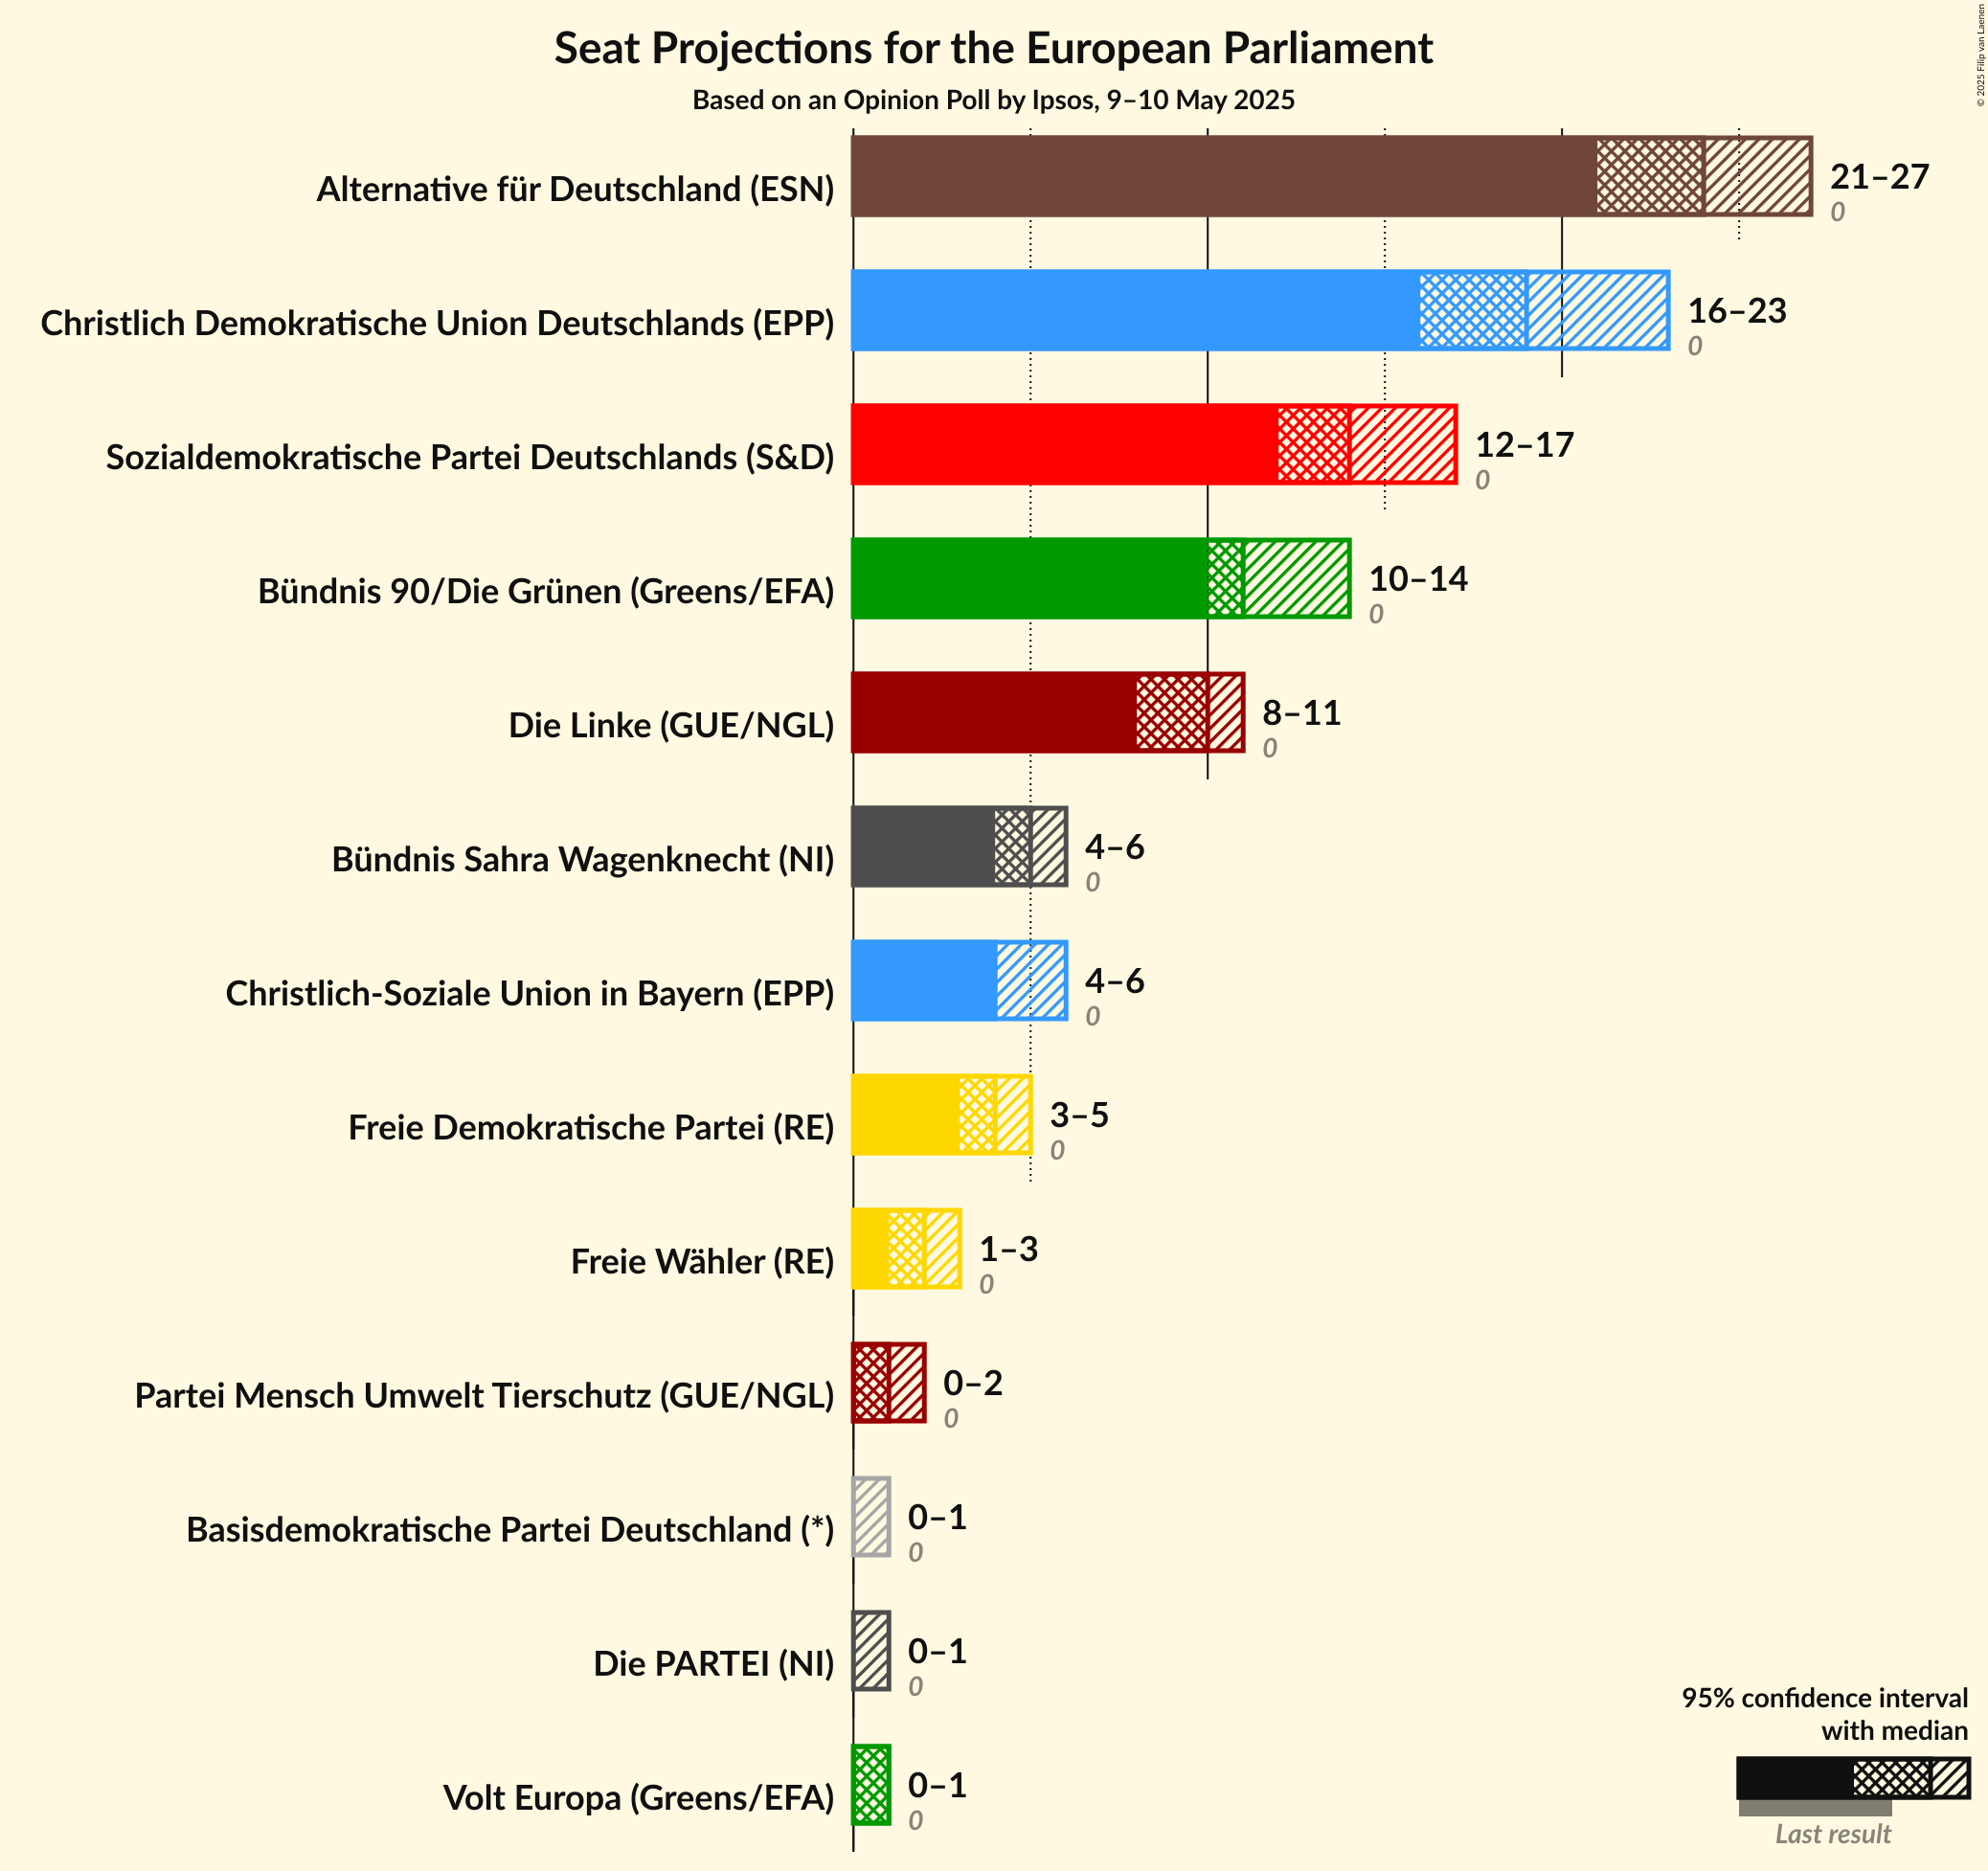 Seat Projections for the European Parliament
Based on an Opinion Poll by Ipsos, 9–10 May 2025
© 2025 Filip van Laenen
Alternative für Deutschland (ESN)
21–27
0
Christlich Demokratische Union Deutschlands (EPP)
16–23
0
Sozialdemokratische Partei Deutschlands (S&D)
12–17
0
Bündnis 90/Die Grünen (Greens/EFA)
10–14
0
Die Linke (GUE/NGL)
8–11
0
Bündnis Sahra Wagenknecht (NI)
4–6
0
Christlich-Soziale Union in Bayern (EPP)
4–6
0
Freie Demokratische Partei (RE)
3–5
0
Freie Wähler (RE)
1–3
0
Partei Mensch Umwelt Tierschutz (GUE/NGL)
0–2
0
Basisdemokratische Partei Deutschland (*)
0–1
0
Die PARTEI (NI)
0–1
0
Volt Europa (Greens/EFA)
0–1
0
95% confidence interval
with median
Last result